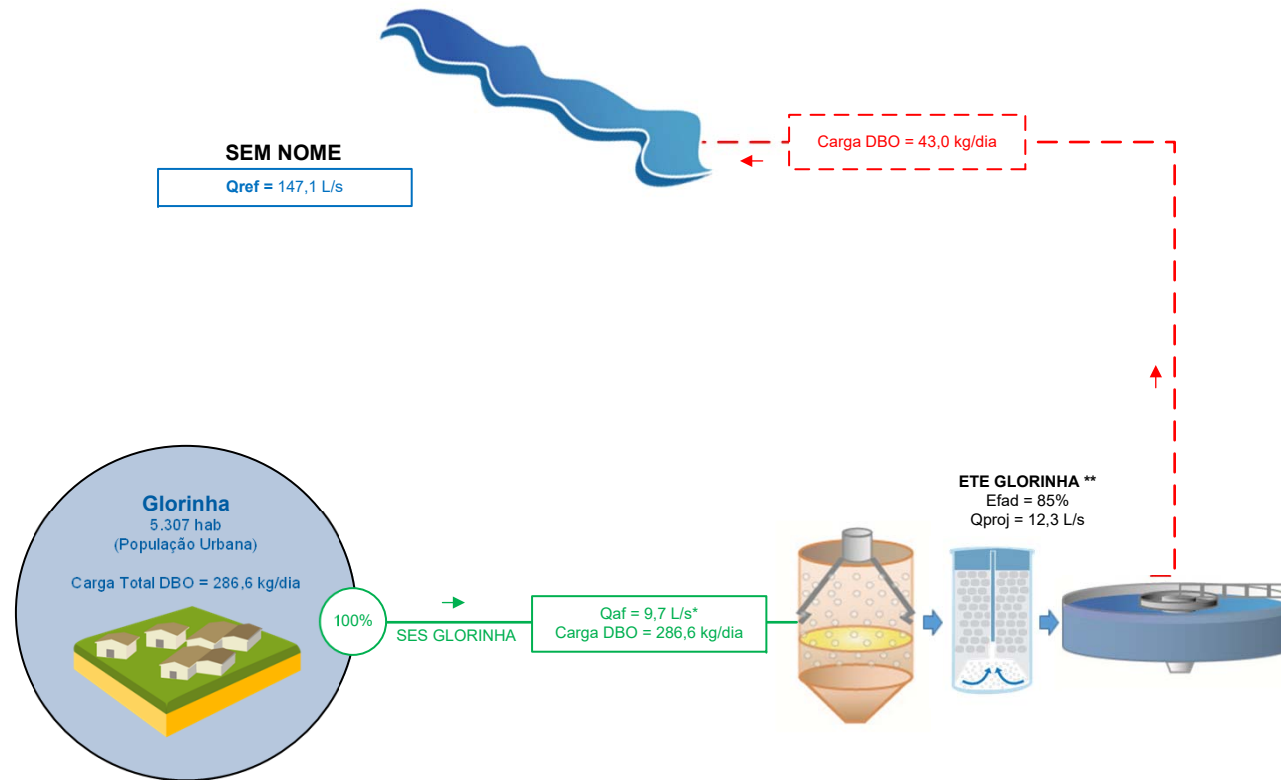 SEM NOME
Qref = 147,1 L/s
Carga DBO = 43,0 kg/dia
Glorinha
5.307 hab
(População Urbana)
Carga Total DBO = 286,6 kg/dia
100%
SES GLORINHA
Qaf = 9,7 L/s*
Carga DBO = 286,6 kg/dia
ETE GLORINHA **
Efad = 85%
Qproj = 12,3 L/s